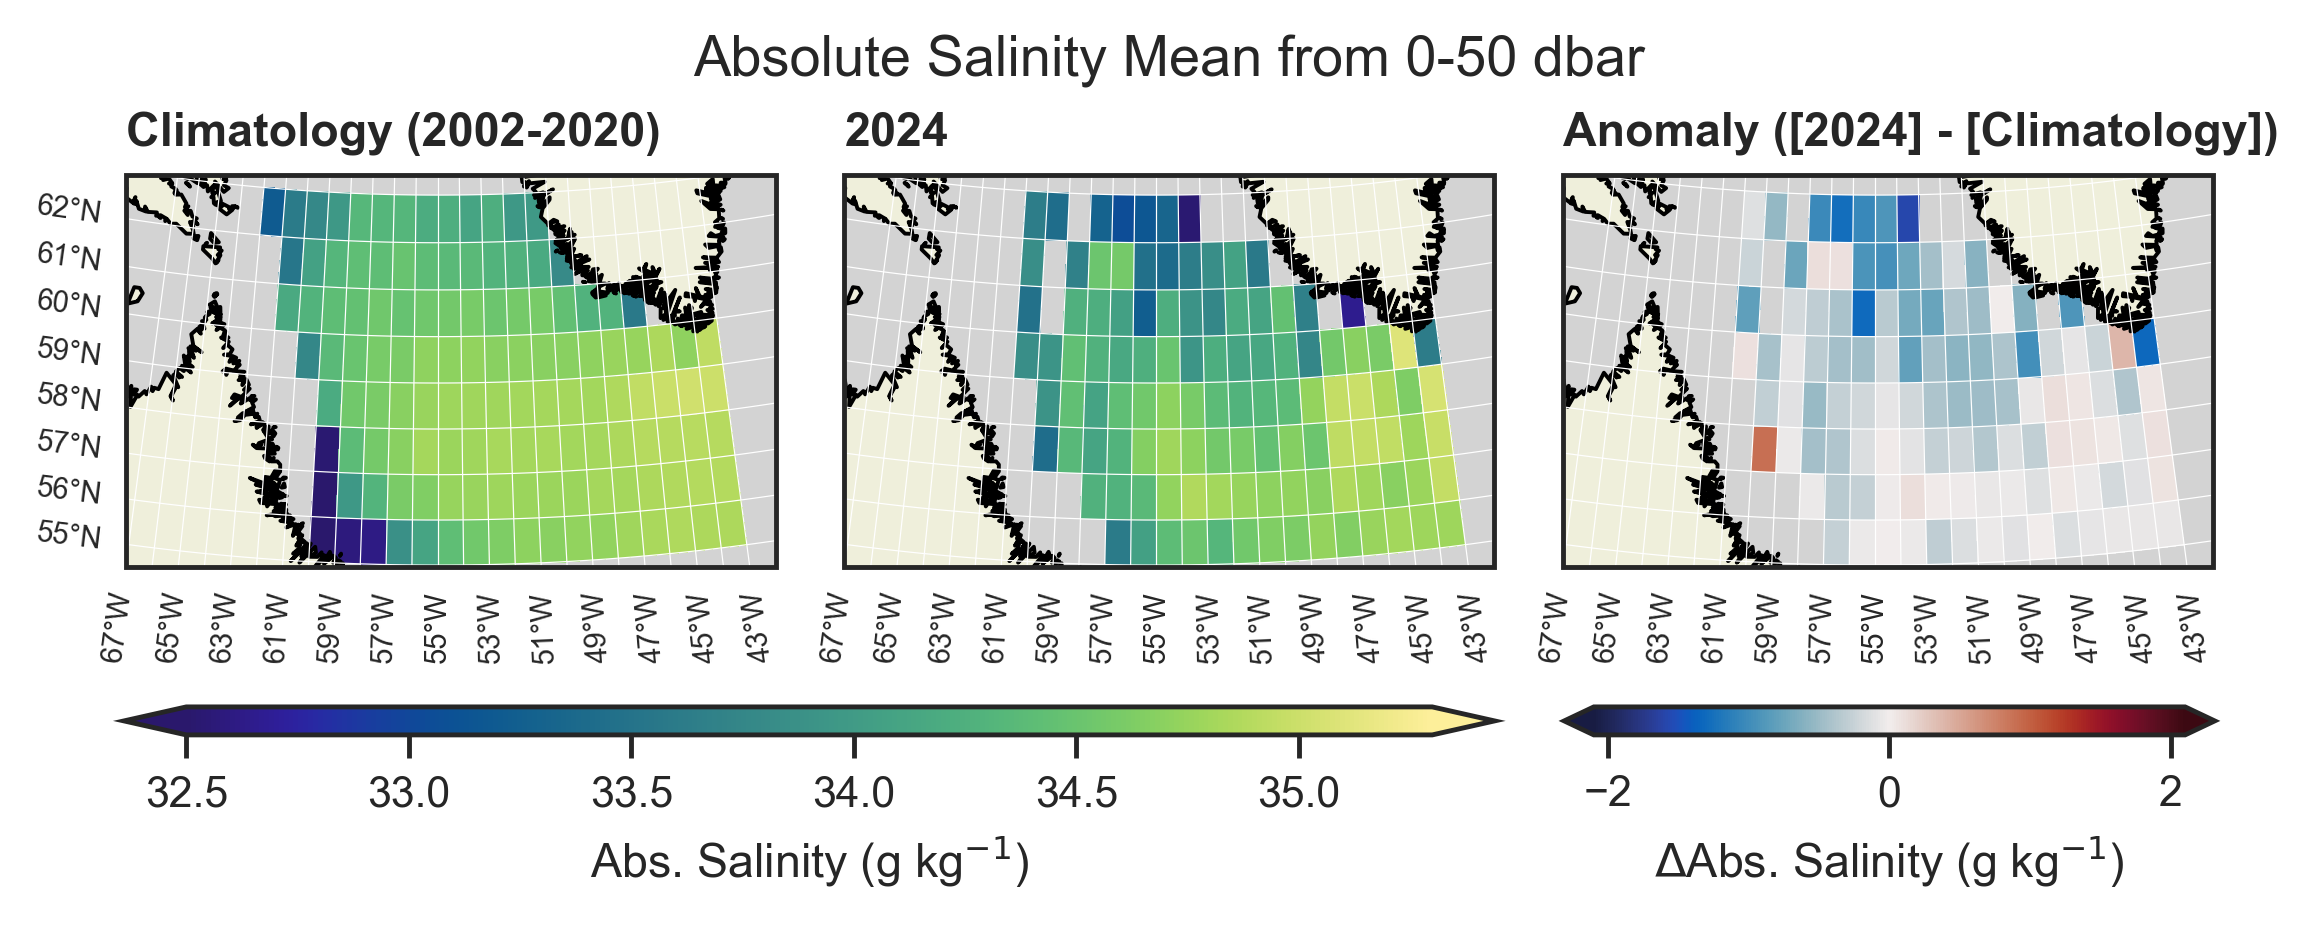 Absolute Salinity Mean from 0-50 dbar
Climatology (2002-2020)
2024
Anomaly ([2024] - [Climatology])
62°N
61°N
60°N
59°N
58°N
57°N
56°N
55°N
67°W 65°W 63°W 61°W 59°W 57°W 55°W 53°W 51°W 49°W 47°W 45°W 43°W
67°W 65°W 63°W 61°W 59°W 57°W 55°W 53°W 51°W 49°W 47°W 45°W 43°W
67°W 65°W 63°W 61°W 59°W 57°W 55°W 53°W 51°W 49°W 47°W 45°W 43°W
32.5 33.0 33.5 34.0 34.5 35.0
Abs. Salinity (g kg⁻¹)
−2 0 2
ΔAbs. Salinity (g kg⁻¹)